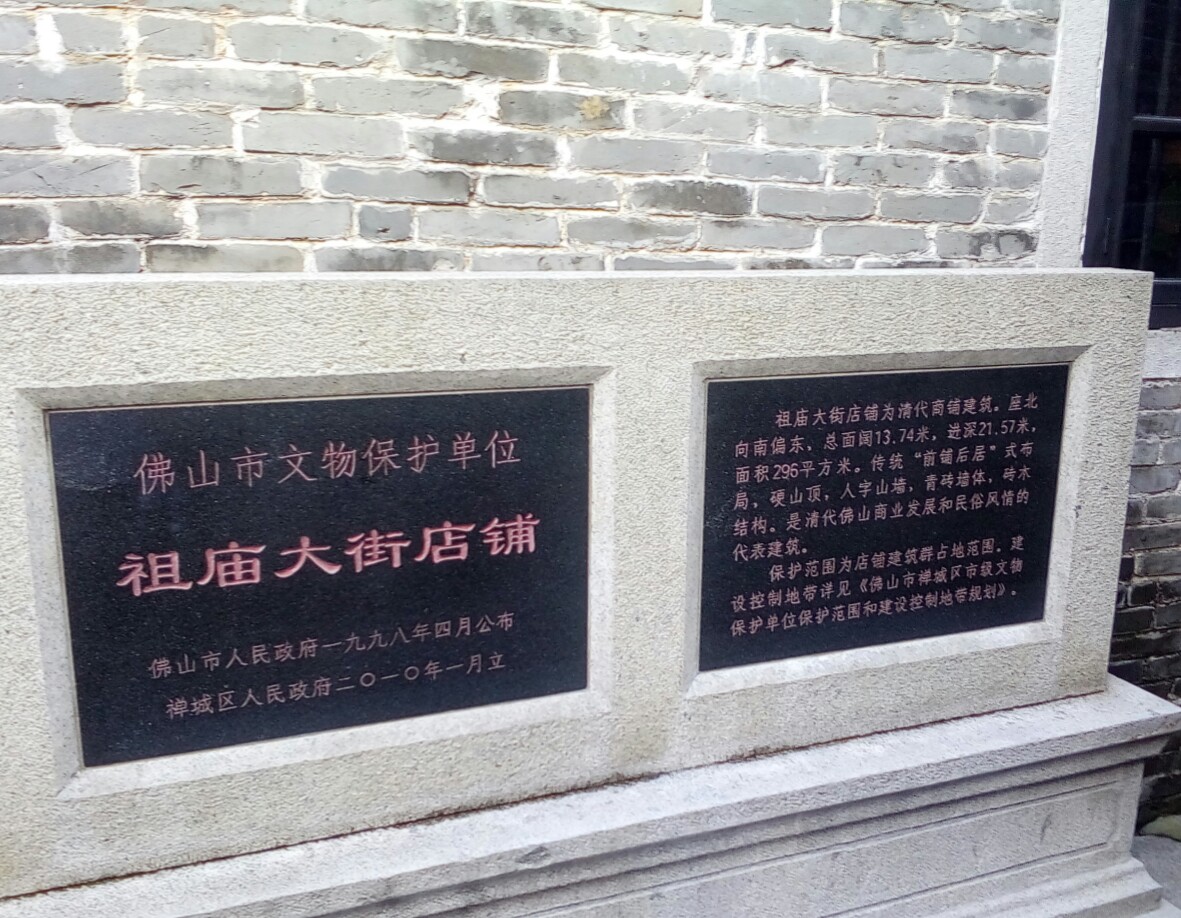 佛山市文物保护单位
祖庙大街店铺
佛山市人民政府一九九八年四月公布
禅城区人民政府二〇一〇年一月立
祖庙大街店铺为清代商铺建筑。座北
向南偏东、总面阔13.74米，进深21.57米，
面积296平方米。传统“前铺后居”式布
局，硬山顶，人字山墙，青砖墙体，砖木
结构。是清代佛山商业发展和民俗风情的
代表建筑。
保护范围为店铺建筑群占地范围。建
设控制地带详见《佛山市禅城区市级文物
保护单位保护范围和建设控制地带规划》。